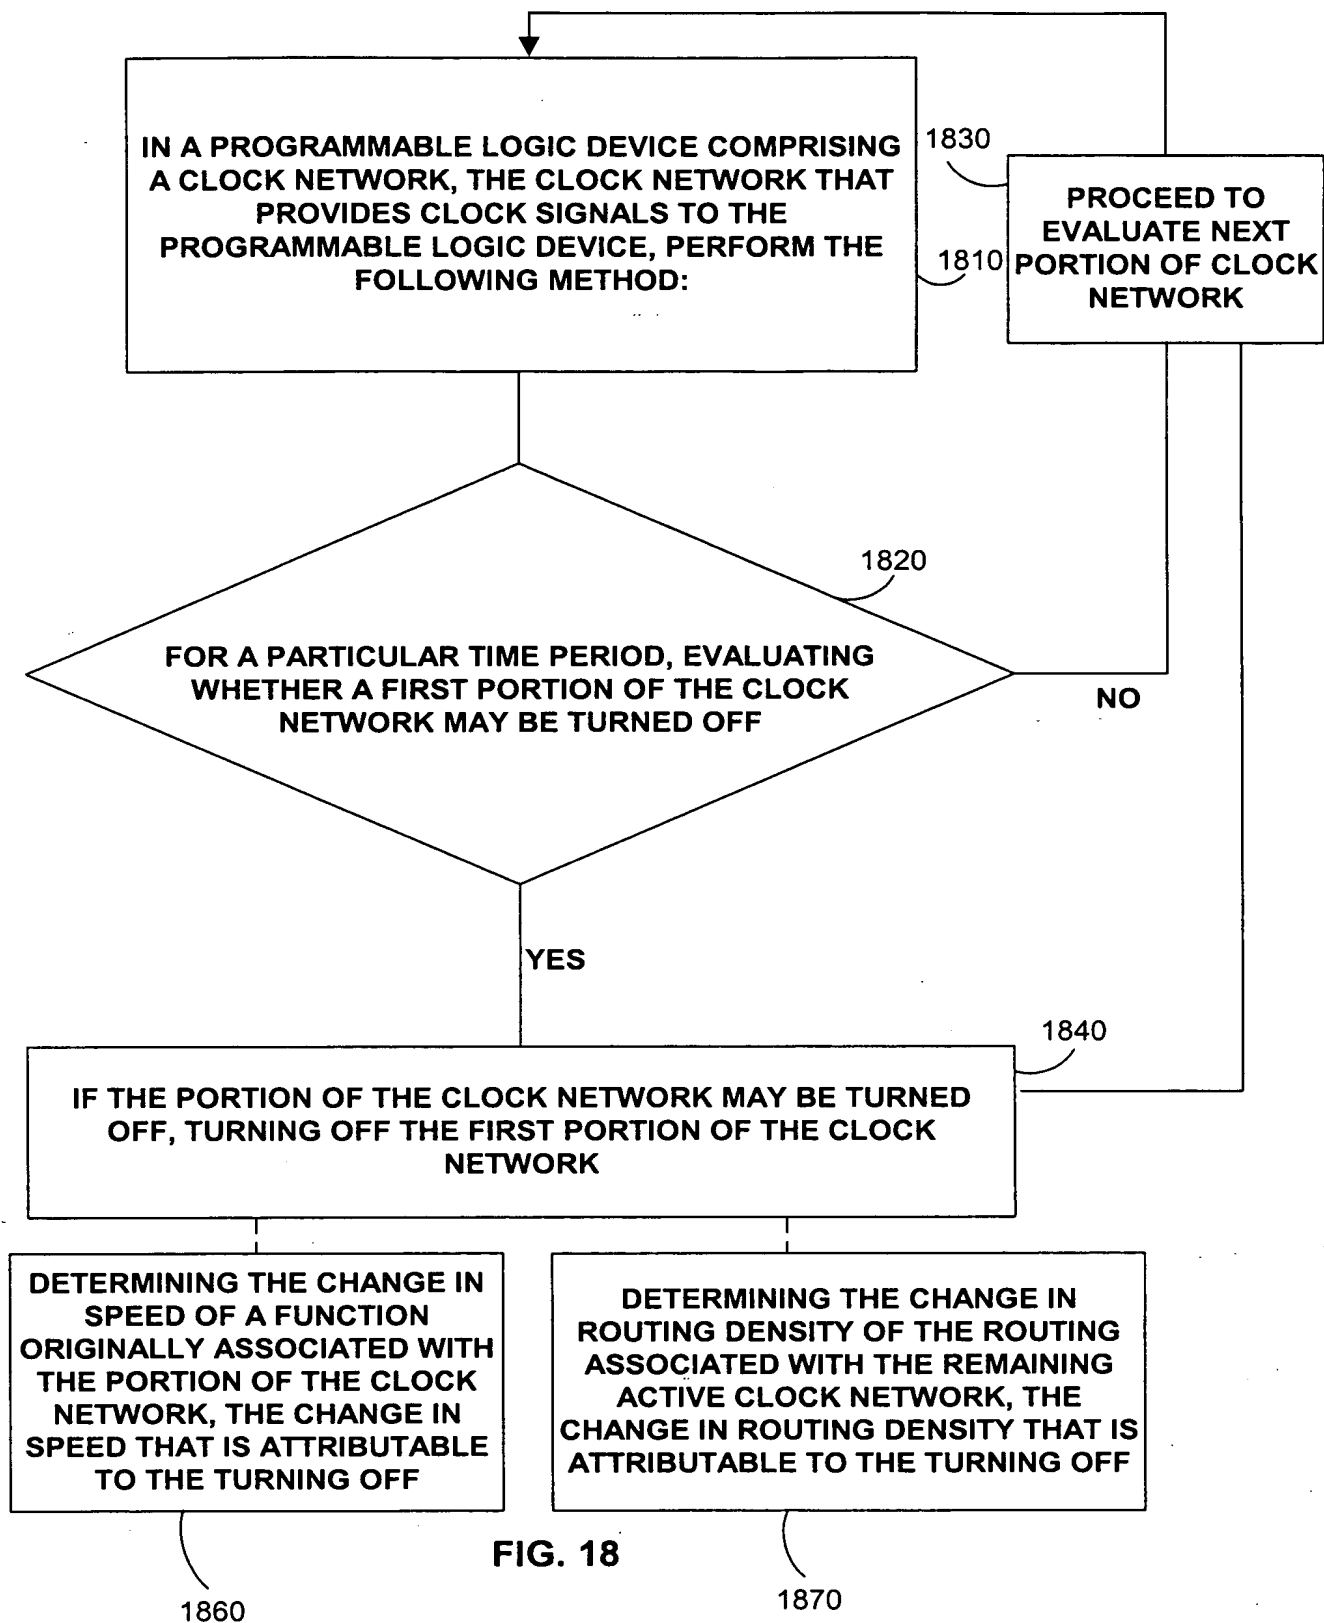 IN A PROGRAMMABLE LOGIC DEVICE COMPRISING
A CLOCK NETWORK, THE CLOCK NETWORK THAT
PROVIDES CLOCK SIGNALS TO THE
PROGRAMMABLE LOGIC DEVICE, PERFORM THE
FOLLOWING METHOD:
1810
1830
PROCEED TO
EVALUATE NEXT
PORTION OF CLOCK
NETWORK
1820
FOR A PARTICULAR TIME PERIOD, EVALUATING
WHETHER A FIRST PORTION OF THE CLOCK
NETWORK MAY BE TURNED OFF
NO
YES
1840
IF THE PORTION OF THE CLOCK NETWORK MAY BE TURNED
OFF, TURNING OFF THE FIRST PORTION OF THE CLOCK
NETWORK
DETERMINING THE CHANGE IN
SPEED OF A FUNCTION
ORIGINALLY ASSOCIATED WITH
THE PORTION OF THE CLOCK
NETWORK, THE CHANGE IN
SPEED THAT IS ATTRIBUTABLE
TO THE TURNING OFF
DETERMINING THE CHANGE IN
ROUTING DENSITY OF THE ROUTING
ASSOCIATED WITH THE REMAINING
ACTIVE CLOCK NETWORK, THE
CHANGE IN ROUTING DENSITY THAT IS
ATTRIBUTABLE TO THE TURNING OFF
FIG. 18
1860
1870